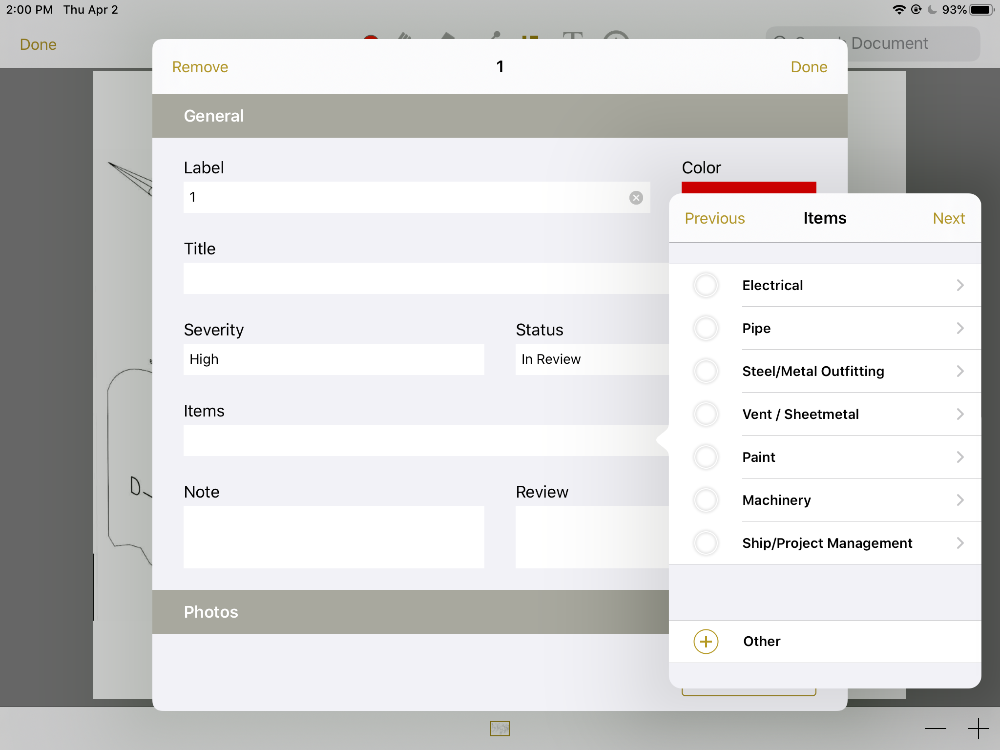 2:00 PM Thu Apr 2
93%
Done
Document
Remove
1
Done
General
Label
Color
1
Title
Severity
Status
High
In Review
Items
Note
Review
Photos
Previous
Items
Next
Electrical
Pipe
Steel/Metal Outfitting
Vent / Sheetmetal
Paint
Machinery
Ship/Project Management
Other
D